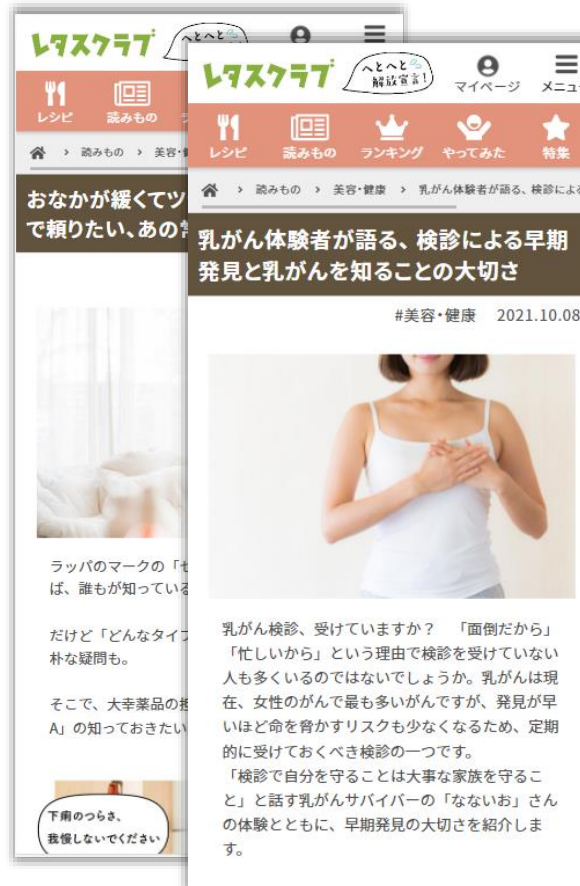 レタスクラブ
へとへと
レシピ
読みもの
読みもの › 美容・
おなかが緩くてツ
で頼りたい、あの
ラッパのマークの「セ
ば、誰もが知っている
だけど「どんなタイプ
朴な疑問も。
そこで、大幸薬品の
A」の知っておきたい
下痢のつらさ、
我慢しないでください
レタスクラブ
へとへと
解放宣言!
マイページ
メニュー
レシピ
読みもの
ランキング
やってみた
特集
› 読みもの › 美容・健康 › 乳がん体験者が語る、検診による
乳がん体験者が語る、検診による早期
発見と乳がんを知ることの大切さ
#美容・健康 2021.10.08
乳がん検診、受けていますか? 「面倒だから」
「忙しいから」という理由で検診を受けていない
人も多くいるのではないでしょうか。乳がんは現
在、女性のがんで最も多いがんですが、発見が早
いほど命を脅かすリスクも少なくなるため、定期
的に受けておくべき検診の一つです。
「検診で自分を守ることは大事な家族を守るこ
と」と話す乳がんサバイバーの「なないお」さん
の体験とともに、早期発見の大切さを紹介しま
す。